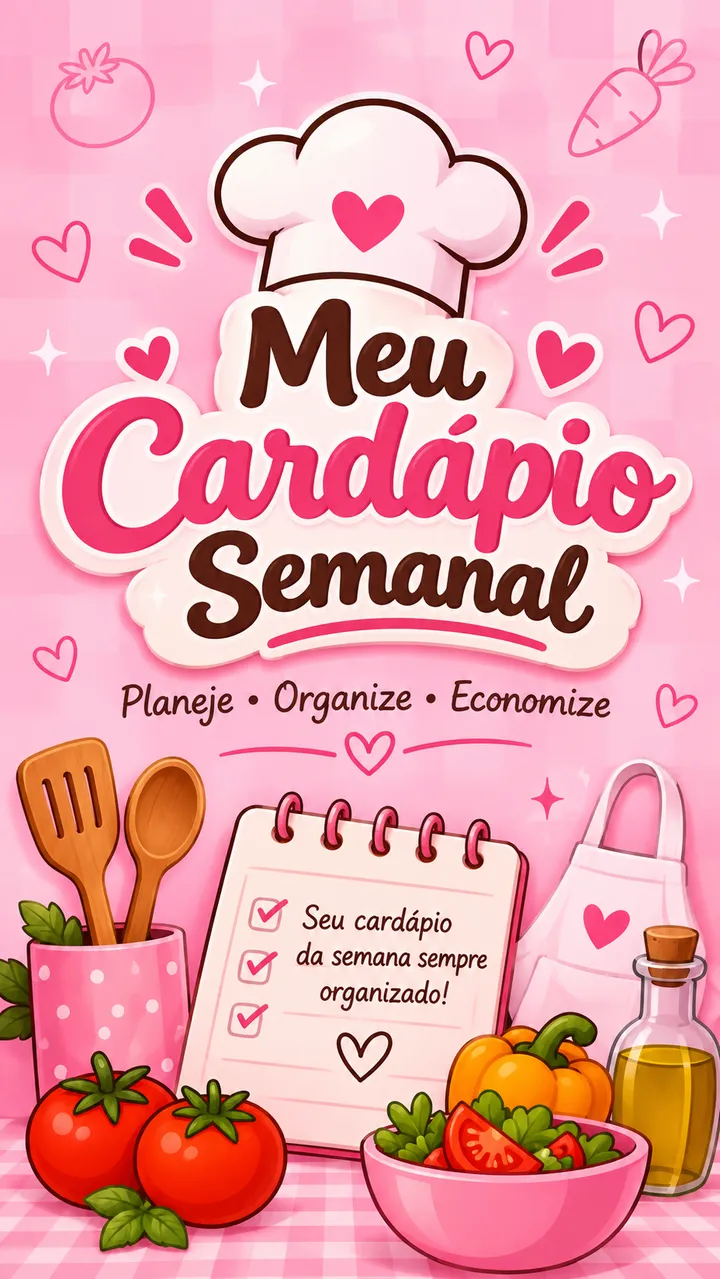 Meu
Cardápio
Semanal
Planeje • Organize • Economize
Seu cardápio
da semana sempre
organizado!